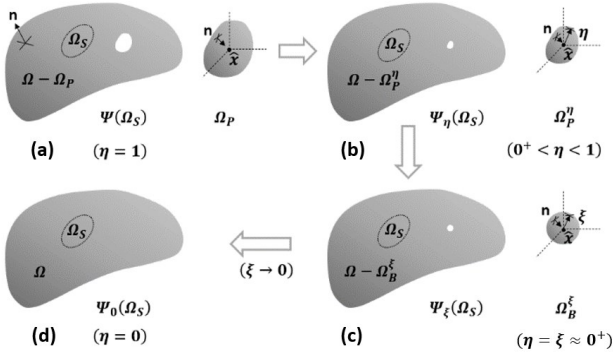 n
Ω_S
Ω − Ω_P
Ψ(Ω_S)
(a)
(η = 1)
n
x̂
Ω_P
Ω_S
Ω − Ω_P^η
Ψ_η(Ω_S)
(b)
n
η
x̂
Ω_P^η
(0⁺ < η < 1)
Ω_S
Ω
Ψ_0(Ω_S)
(d)
(η = 0)
(ξ → 0)
Ω_S
Ω − Ω_B^ξ
Ψ_ξ(Ω_S)
(c)
n
ξ
x̂
Ω_B^ξ
(η = ξ ≈ 0⁺)